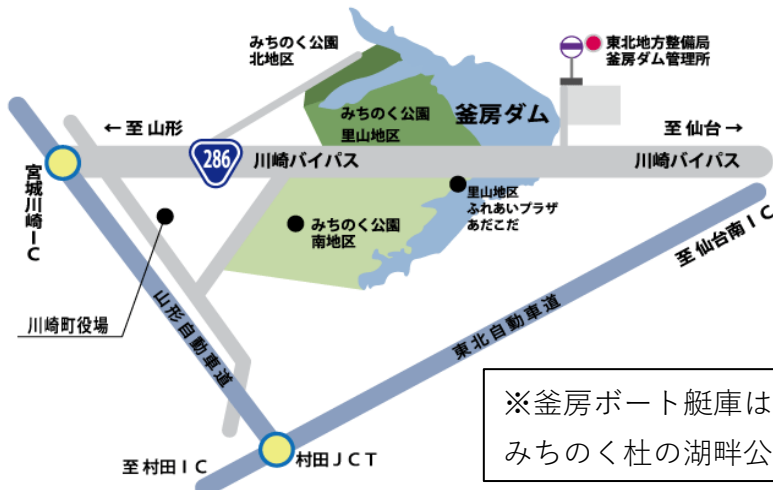 みちのく公園
北地区
東北地方整備局
釜房ダム管理所
みちのく公園
里山地区
釜房ダム
← 至 山形
至 仙台 →
286
川崎バイパス
川崎バイパス
宮城川崎IC
里山地区
ふれあいプラザ
あだこだ
みちのく公園
南地区
至 仙台南IC
川崎町役場
山形自動車道
東北自動車道
至 村田IC
村田JCT
※釜房ボート艇庫は
みちのく杜の湖畔公